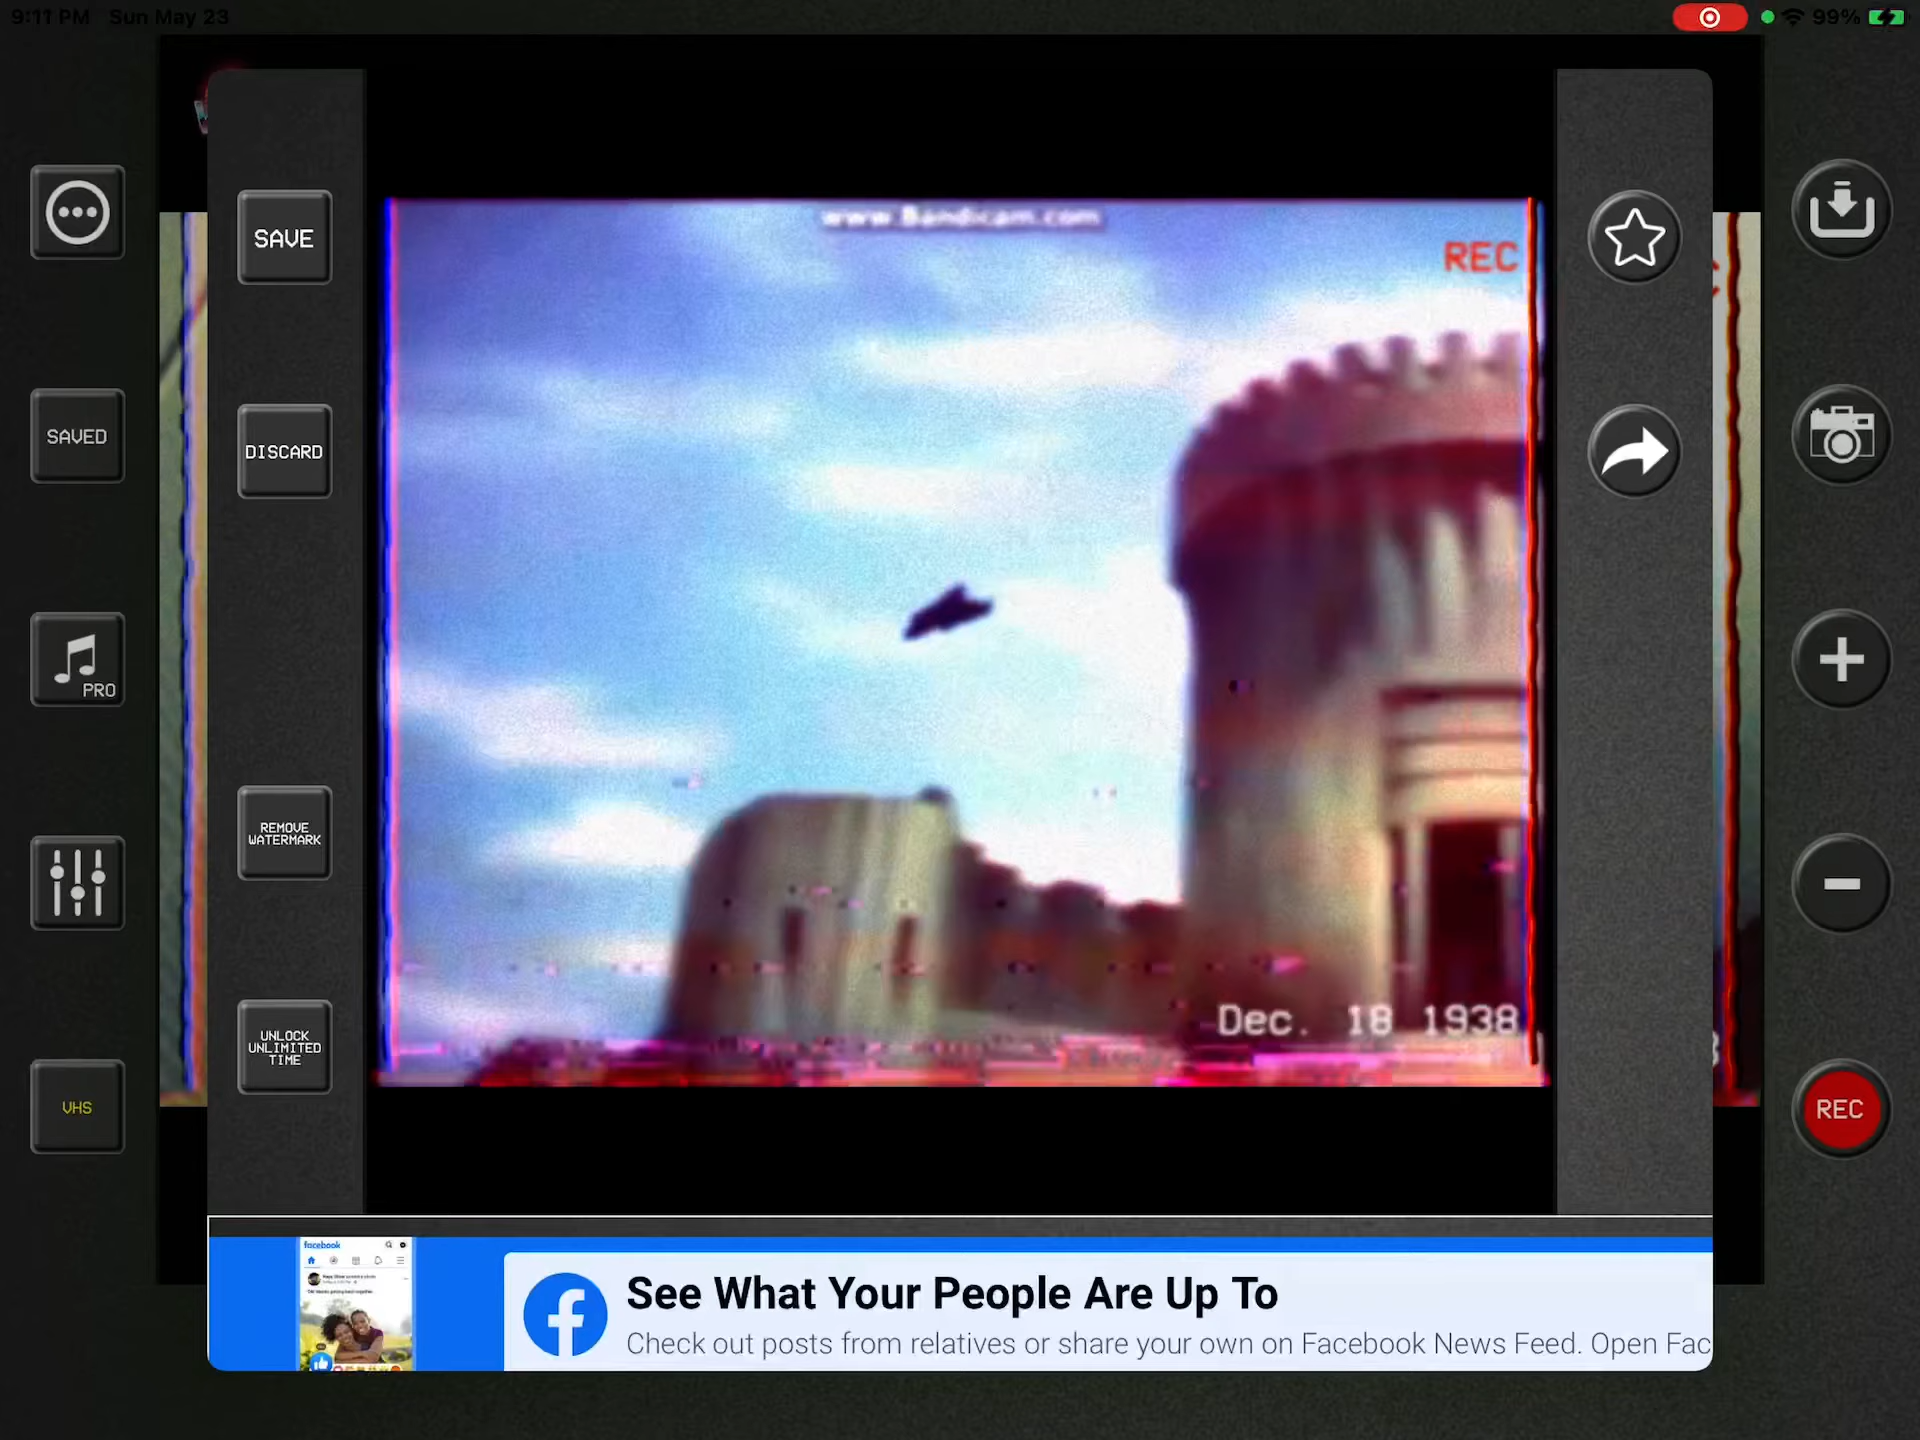 9:11 PM Sun May 23
99%
SAVE
www.Bandicam.com
REC
SAVED
DISCARD
PRO
REMOVE
WATERMARK
UNLOCK
UNLIMITED
TIME
Dec. 18 1938
VHS
REC
facebook
See What Your People Are Up To
Check out posts from relatives or share your own on Facebook News Feed. Open Fac